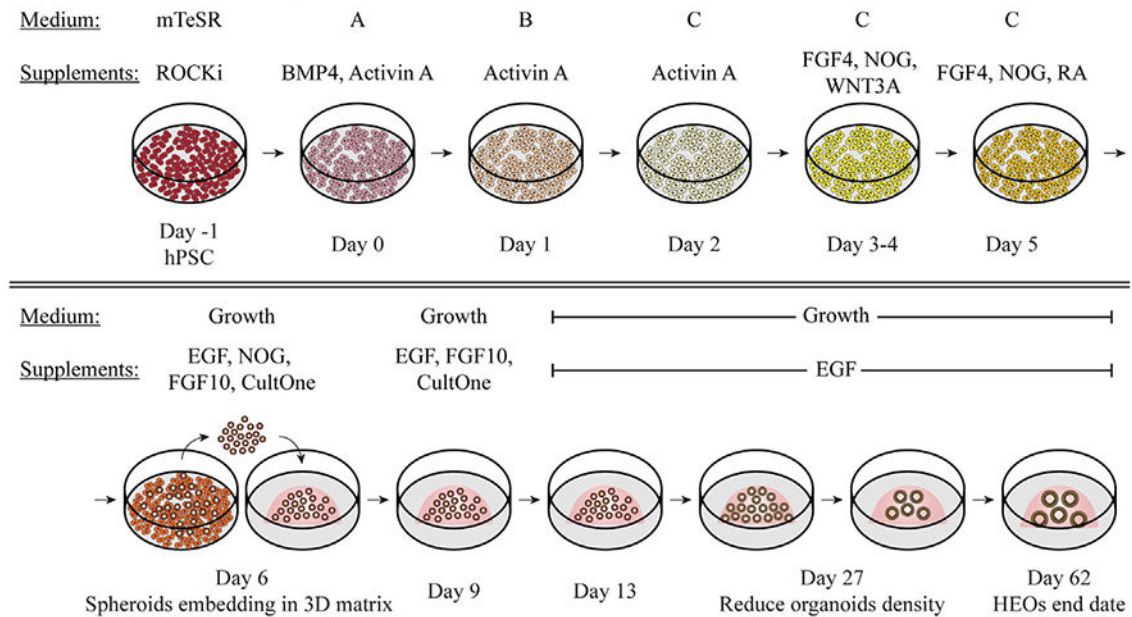 Medium: mTeSR A B C C C
Supplements: ROCKi BMP4, Activin A Activin A Activin A FGF4, NOG, WNT3A FGF4, NOG, RA
Day -1 hPSC Day 0 Day 1 Day 2 Day 3-4 Day 5
Medium: Growth Growth Growth
Supplements: EGF, NOG, FGF10, CultOne EGF, FGF10, CultOne EGF
Day 6 Day 9 Day 13 Day 27 Day 62
Spheroids embedding in 3D matrix Reduce organoids density HEOs end date